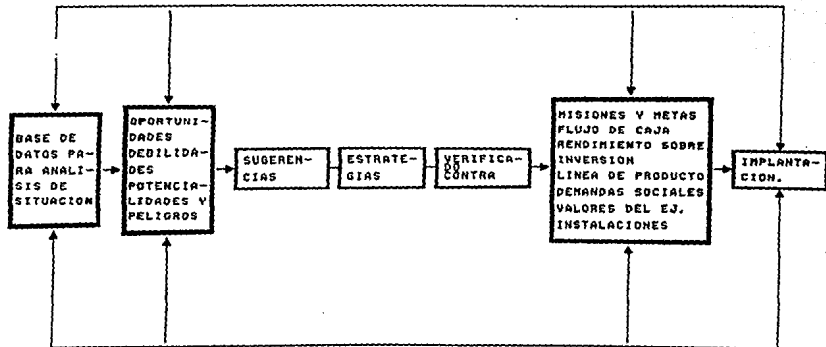 BASE DE
DATOS PA-
RA ANALI-
SIS DE
SITUACION
OPORTUNI-
DADES
DEBILIDA-
DES
POTENCIA-
LIDADES Y
PELIGROS
SUGEREN-
CIAS
ESTRATE-
GIAS
VERIFICA-
DO
CONTRA
MISIONES Y METAS
FLUJO DE CAJA
RENDIMIENTO SOBRE
INVERSION
LINEA DE PRODUCTO
DEMANDAS SOCIALES
VALORES DEL EJ.
INSTALACIONES
IMPLANTA-
CION.